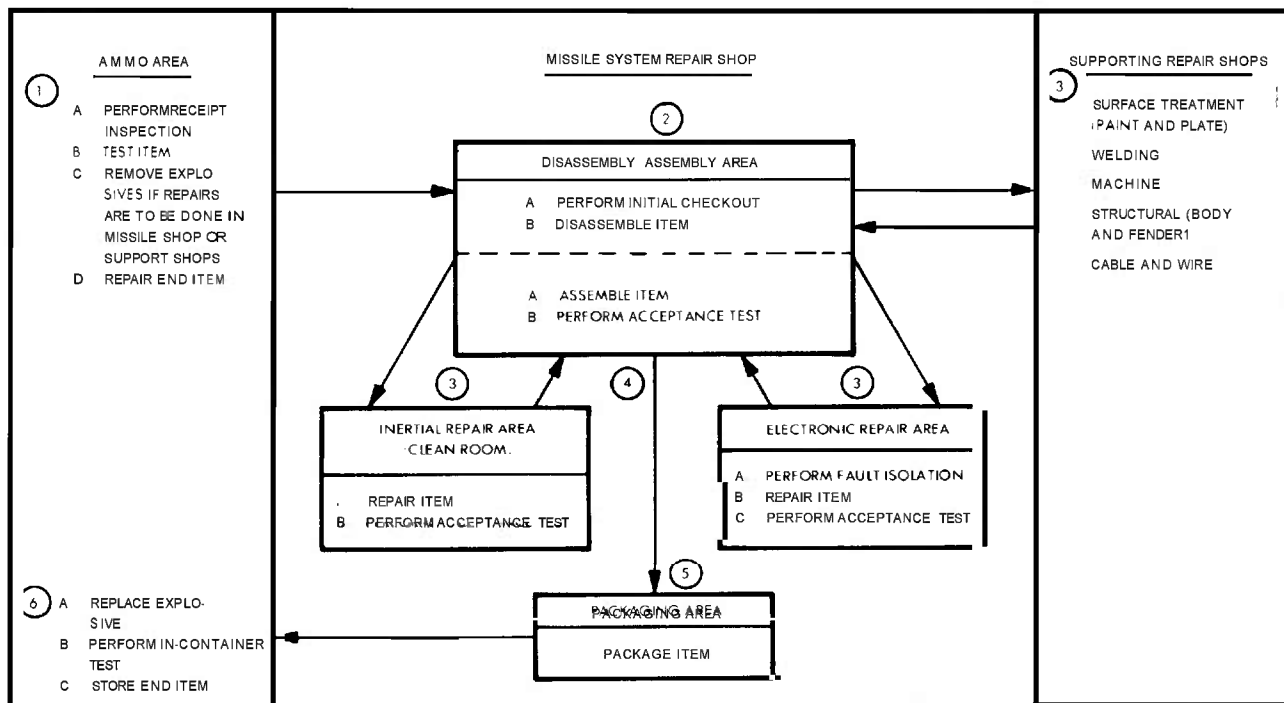 AMMO AREA
1
A PERFORMRECEIPT
INSPECTION
B TEST ITEM
C REMOVE EXPLO
SIVES IF REPAIRS
ARE TO BE DONE IN
MISSILE SHOP OR
SUPPORT SHOPS
D REPAIR END ITEM
6
A REPLACE EXPLO-
SIVE
B PERFORM IN-CONTAINER
TEST
C STORE END ITEM
MISSILE SYSTEM REPAIR SHOP
2
DISASSEMBLY ASSEMBLY AREA
A PERFORM INITIAL CHECKOUT
B DISASSEMBLE ITEM
A ASSEMBLE ITEM
B PERFORM ACCEPTANCE TEST
3
INERTIAL REPAIR AREA
CLEAN ROOM.
. REPAIR ITEM
B PERFORM ACCEPTANCE TEST
4
3
ELECTRONIC REPAIR AREA
A PERFORM FAULT ISOLATION
B REPAIR ITEM
C PERFORM ACCEPTANCE TEST
5
PACKAGING AREA
PACKAGE ITEM
SUPPORTING REPAIR SHOPS
3
SURFACE TREATMENT
(PAINT AND PLATE)
WELDING
MACHINE
STRUCTURAL (BODY
AND FENDER1
CABLE AND WIRE